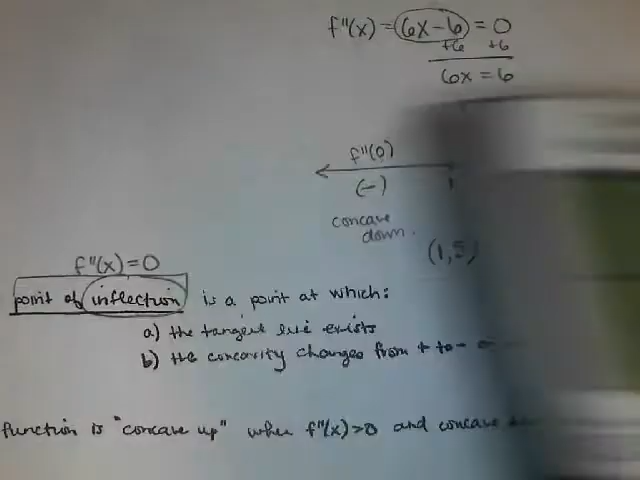 f"(x) = 6x - 6 = 0
+6 +6
6x = 6
f"(0)
(-) 1
concave
down.
(1,5)
f"(x) = 0
point of inflection is a point at which:
a) the tangent line exists
b) the concavity changes from + to -
function is "concave up" when f"(x) > 0 and concave